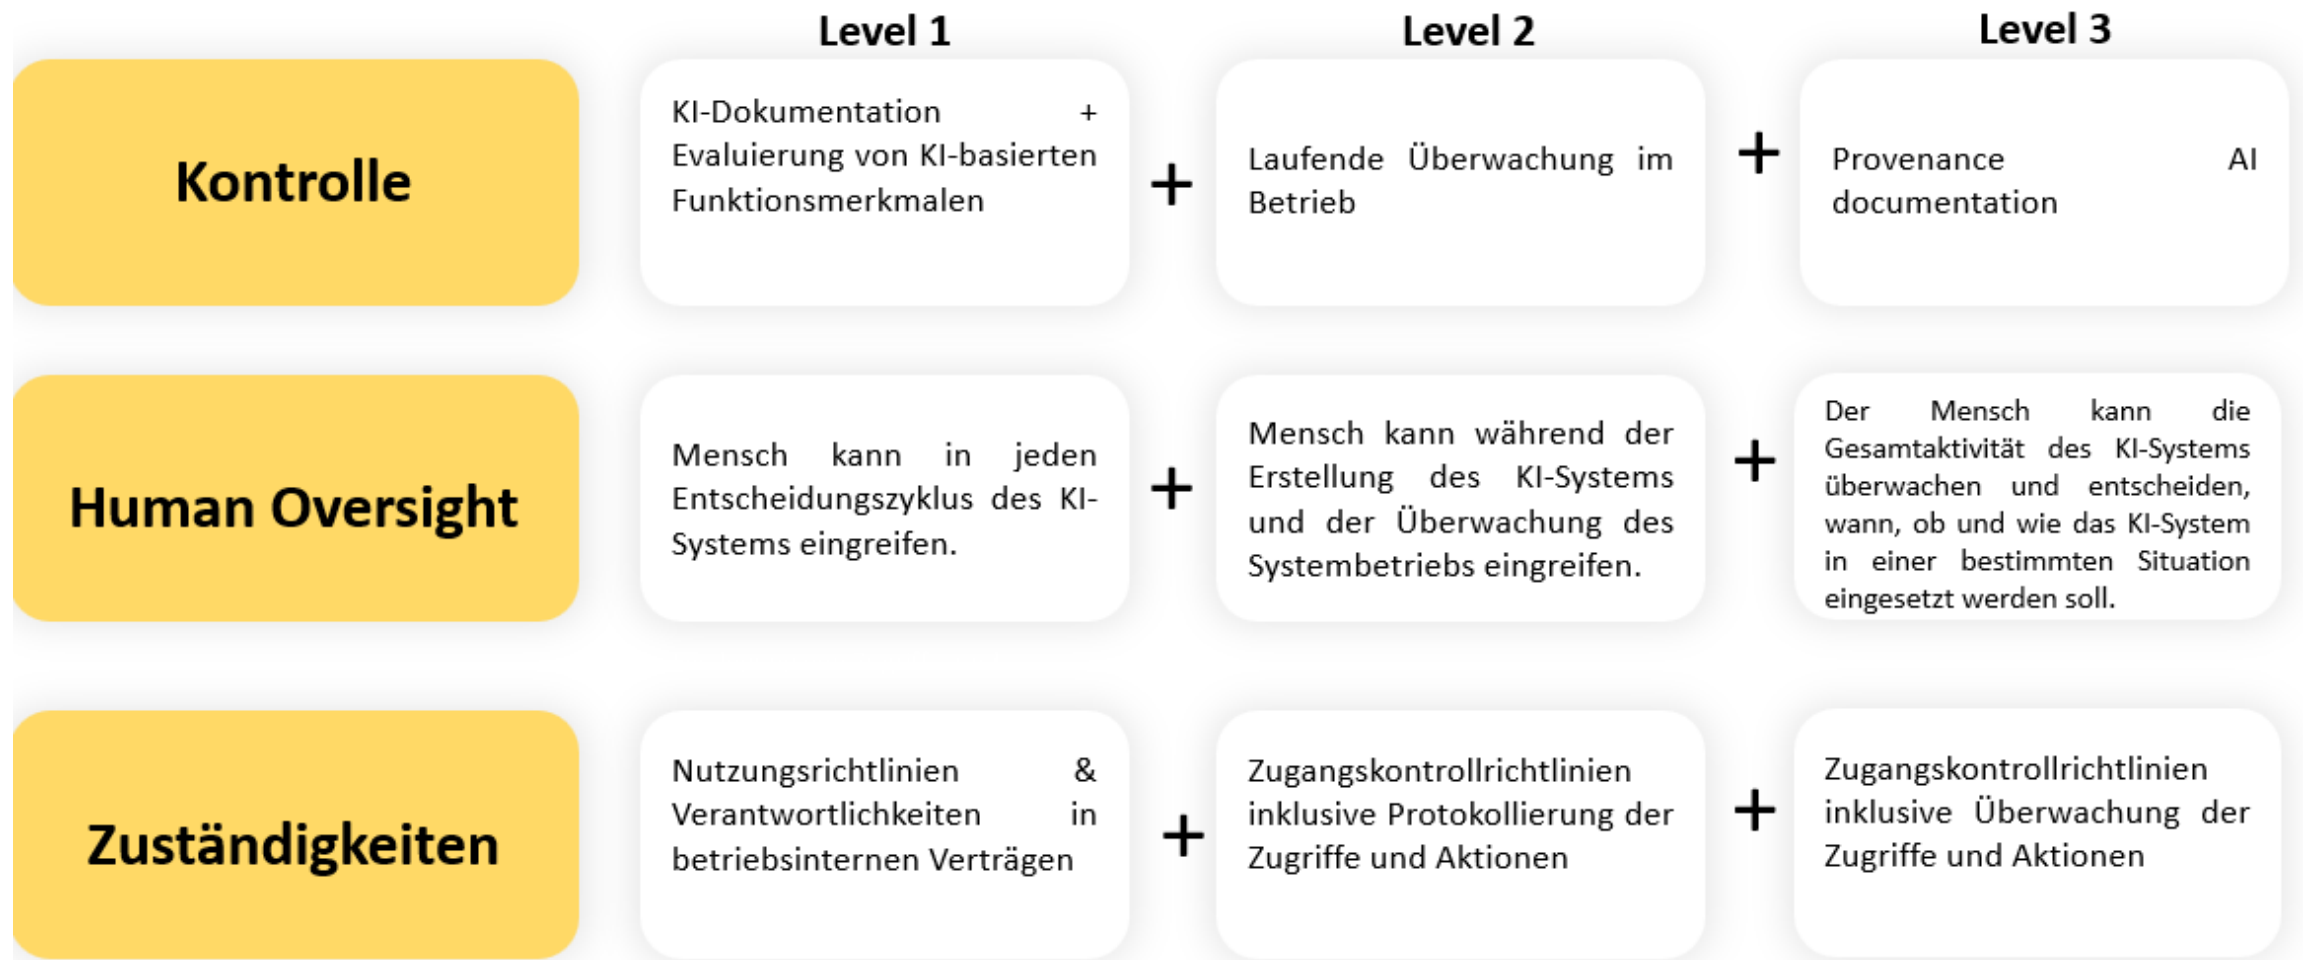 Level 1
Level 2
Level 3
Kontrolle
KI-Dokumentation +
Evaluierung von KI-basierten
Funktionsmerkmalen
+
Laufende Überwachung im
Betrieb
+
Provenance AI
documentation
Human Oversight
Mensch kann in jeden
Entscheidungszyklus des KI-
Systems eingreifen.
+
Mensch kann während der
Erstellung des KI-Systems
und der Überwachung des
Systembetriebs eingreifen.
+
Der Mensch kann die
Gesamtaktivität des KI-Systems
überwachen und entscheiden,
wann, ob und wie das KI-System
in einer bestimmten Situation
eingesetzt werden soll.
Zuständigkeiten
Nutzungsrichtlinien &
Verantwortlichkeiten in
betriebsinternen Verträgen
+
Zugangskontrollrichtlinien
inklusive Protokollierung der
Zugriffe und Aktionen
+
Zugangskontrollrichtlinien
inklusive Überwachung der
Zugriffe und Aktionen